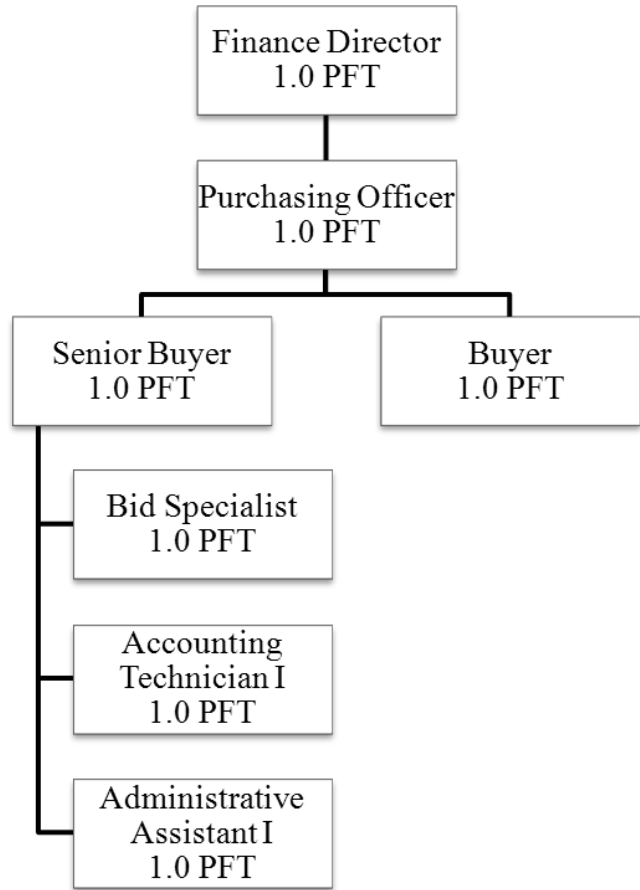 Finance Director
1.0 PFT
Purchasing Officer
1.0 PFT
Senior Buyer
1.0 PFT
Buyer
1.0 PFT
Bid Specialist
1.0 PFT
Accounting
Technician I
1.0 PFT
Administrative
Assistant I
1.0 PFT